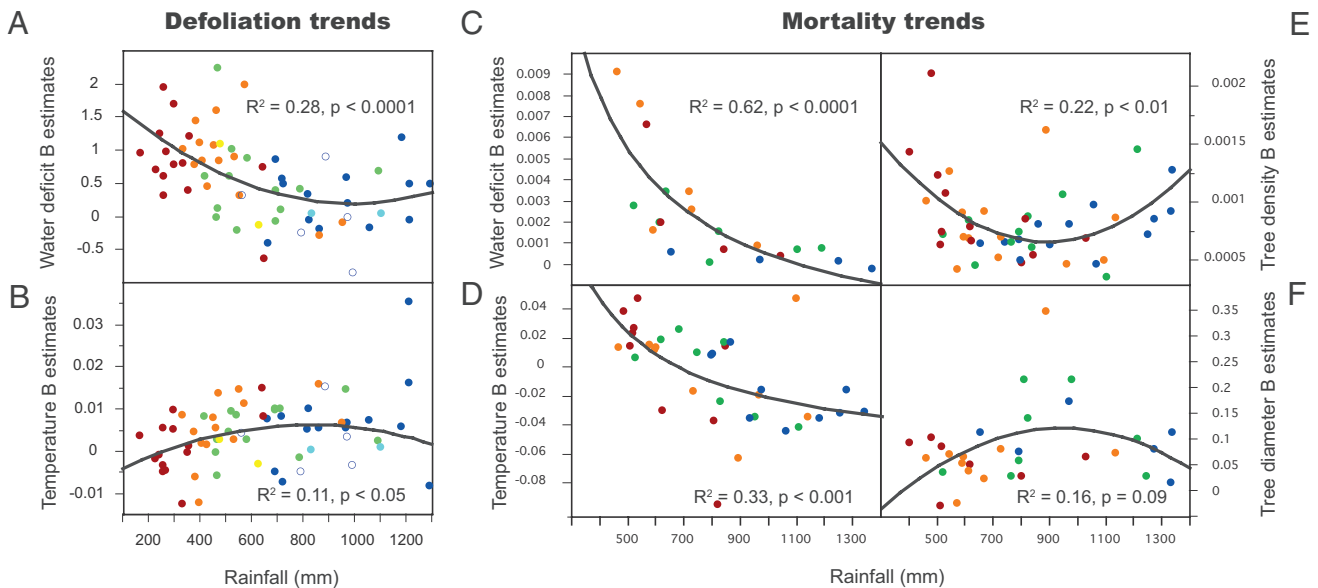 A
Defoliation trends
C
Mortality trends
E
Water deficit B estimates
2
1.5
1
0.5
0
-0.5
R² = 0.28, p < 0.0001
Water deficit B estimates
0.009
0.008
0.007
0.006
0.005
0.004
0.003
0.002
0.001
0
R² = 0.62, p < 0.0001
R² = 0.22, p < 0.01
0.002
0.0015
0.001
0.0005
Tree density B estimates
B
Temperature B estimates
0.03
0.02
0.01
0
-0.01
R² = 0.11, p < 0.05
D
Temperature B estimates
0.04
0.02
0
-0.02
-0.04
-0.06
-0.08
R² = 0.33, p < 0.001
R² = 0.16, p = 0.09
F
0.35
0.3
0.25
0.2
0.15
0.1
0.05
0
Tree diameter B estimates
200 400 600 800 1000 1200
500 700 900 1100 1300
500 700 900 1100 1300
Rainfall (mm)
Rainfall (mm)